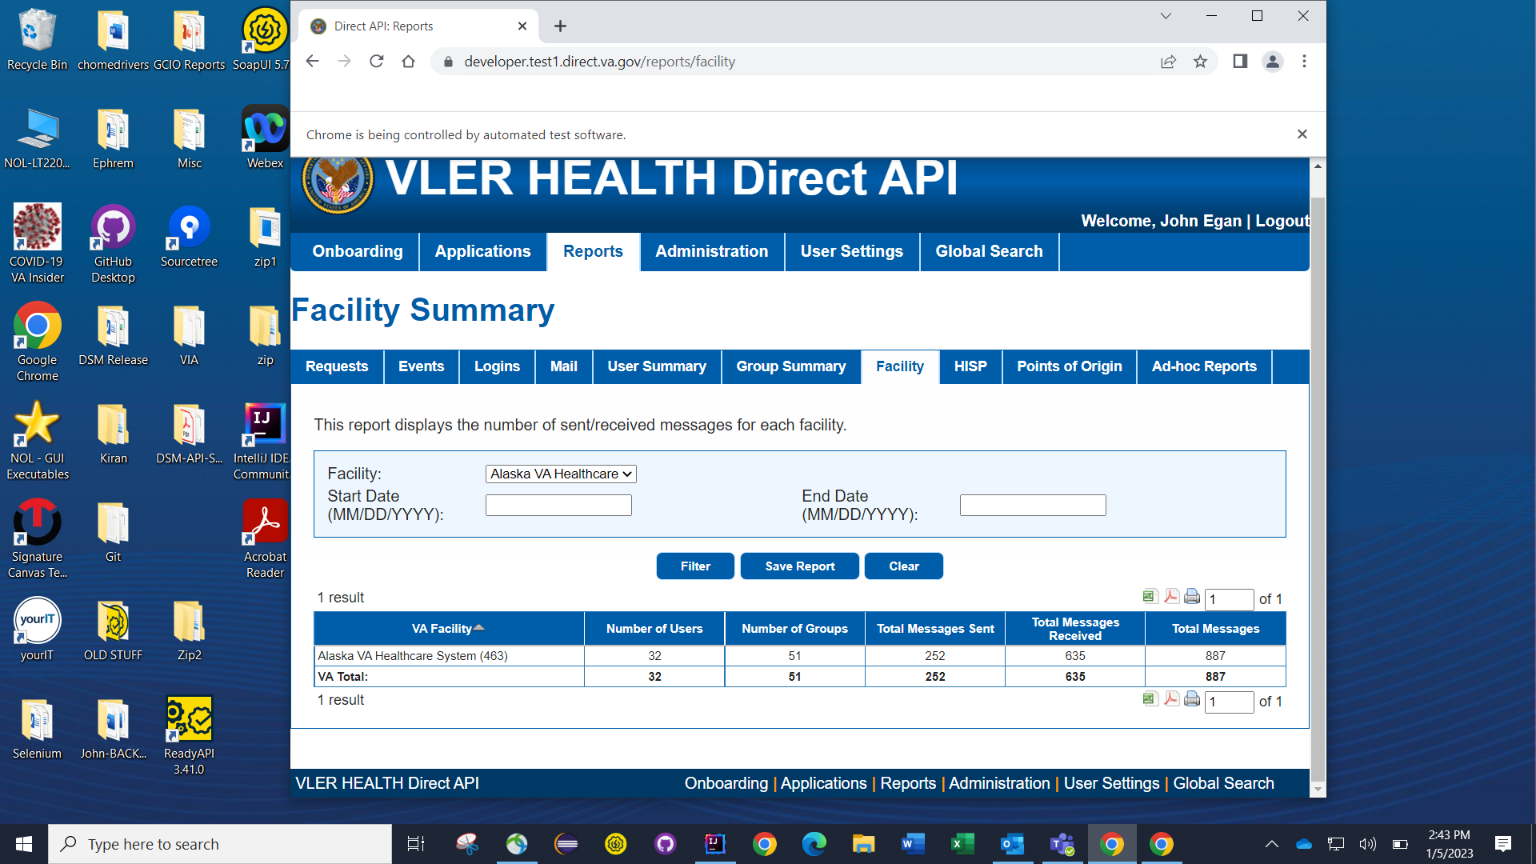 Recycle Bin
chomedrivers
GCIO Reports
SoapUI 5.7
NOL-LT220...
Ephrem
Misc
Webex
COVID-19
VA Insider
GitHub
Desktop
Sourcetree
zip1
Google
Chrome
DSM Release
VIA
zip
NOL - GUI
Executables
Kiran
DSM-API-S...
IJ
IntelliJ IDE
Communit
Signature
Canvas Te...
Git
Acrobat
Reader
yourIT
yourIT
OLD STUFF
Zip2
Selenium
John-BACK...
ReadyAPI
3.41.0
Direct API: Reports
developer.test1.direct.va.gov/reports/facility
Chrome is being controlled by automated test software.
VLER HEALTH Direct API
Welcome, John Egan | Logout
Onboarding Applications Reports Administration User Settings Global Search
Facility Summary
Requests Events Logins Mail User Summary Group Summary Facility HISP Points of Origin Ad-hoc Reports
This report displays the number of sent/received messages for each facility.
Facility: Alaska VA Healthcare
Start Date
(MM/DD/YYYY):
End Date
(MM/DD/YYYY):
Filter Save Report Clear
1 result 1 of 1
VA Facility Number of Users Number of Groups Total Messages Sent Total Messages Received Total Messages
Alaska VA Healthcare System (463) 32 51 252 635 887
VA Total: 32 51 252 635 887
1 result 1 of 1
VLER HEALTH Direct API Onboarding | Applications | Reports | Administration | User Settings | Global Search
Type here to search
2:43 PM
1/5/2023